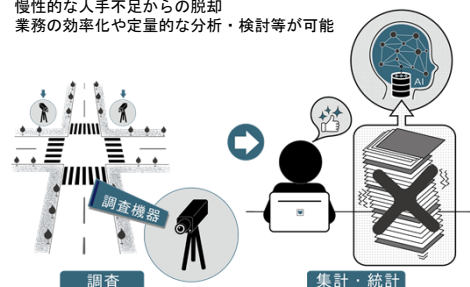 慢性的な人手不足からの脱却
業務の効率化や定量的な分析・検討等が可能
AI
調査機器
調査
集計・統計